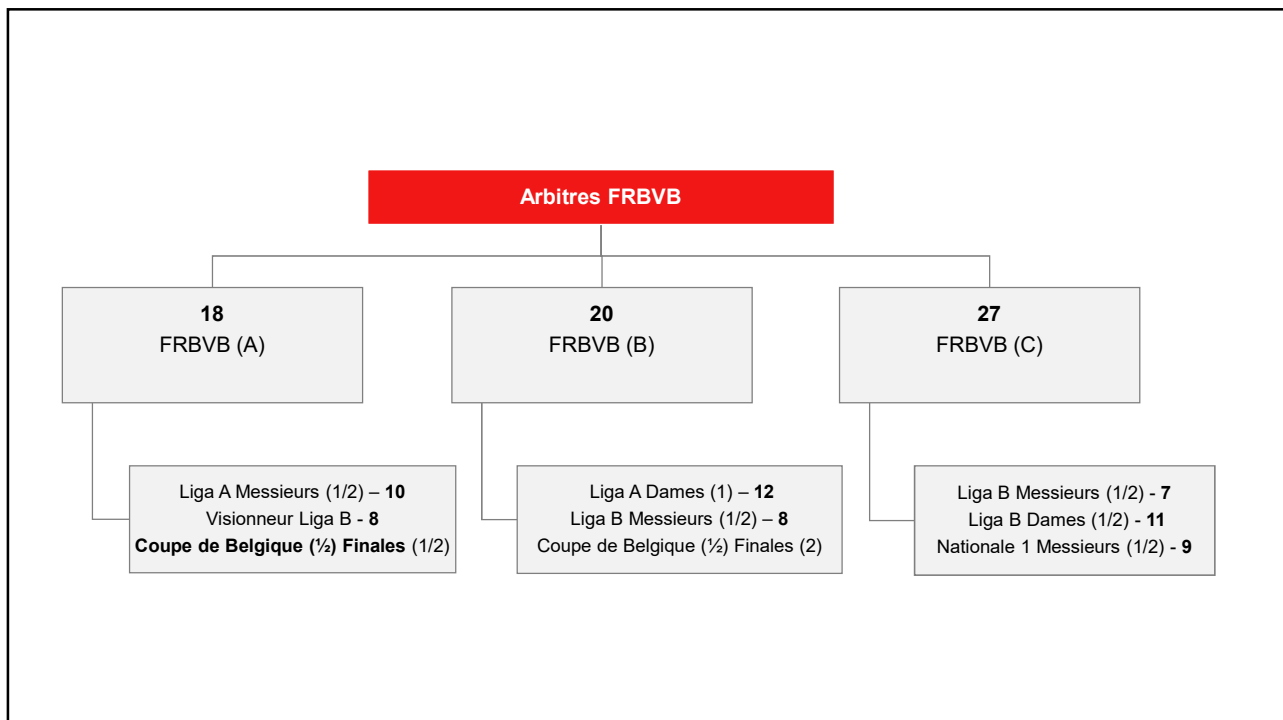 Arbitres FRBVB
18
FRBVB (A)
20
FRBVB (B)
27
FRBVB (C)
Liga A Messieurs (1/2) – 10
Visionneur Liga B - 8
Coupe de Belgique (½) Finales (1/2)
Liga A Dames (1) – 12
Liga B Messieurs (1/2) – 8
Coupe de Belgique (½) Finales (2)
Liga B Messieurs (1/2) - 7
Liga B Dames (1/2) - 11
Nationale 1 Messieurs (1/2) - 9